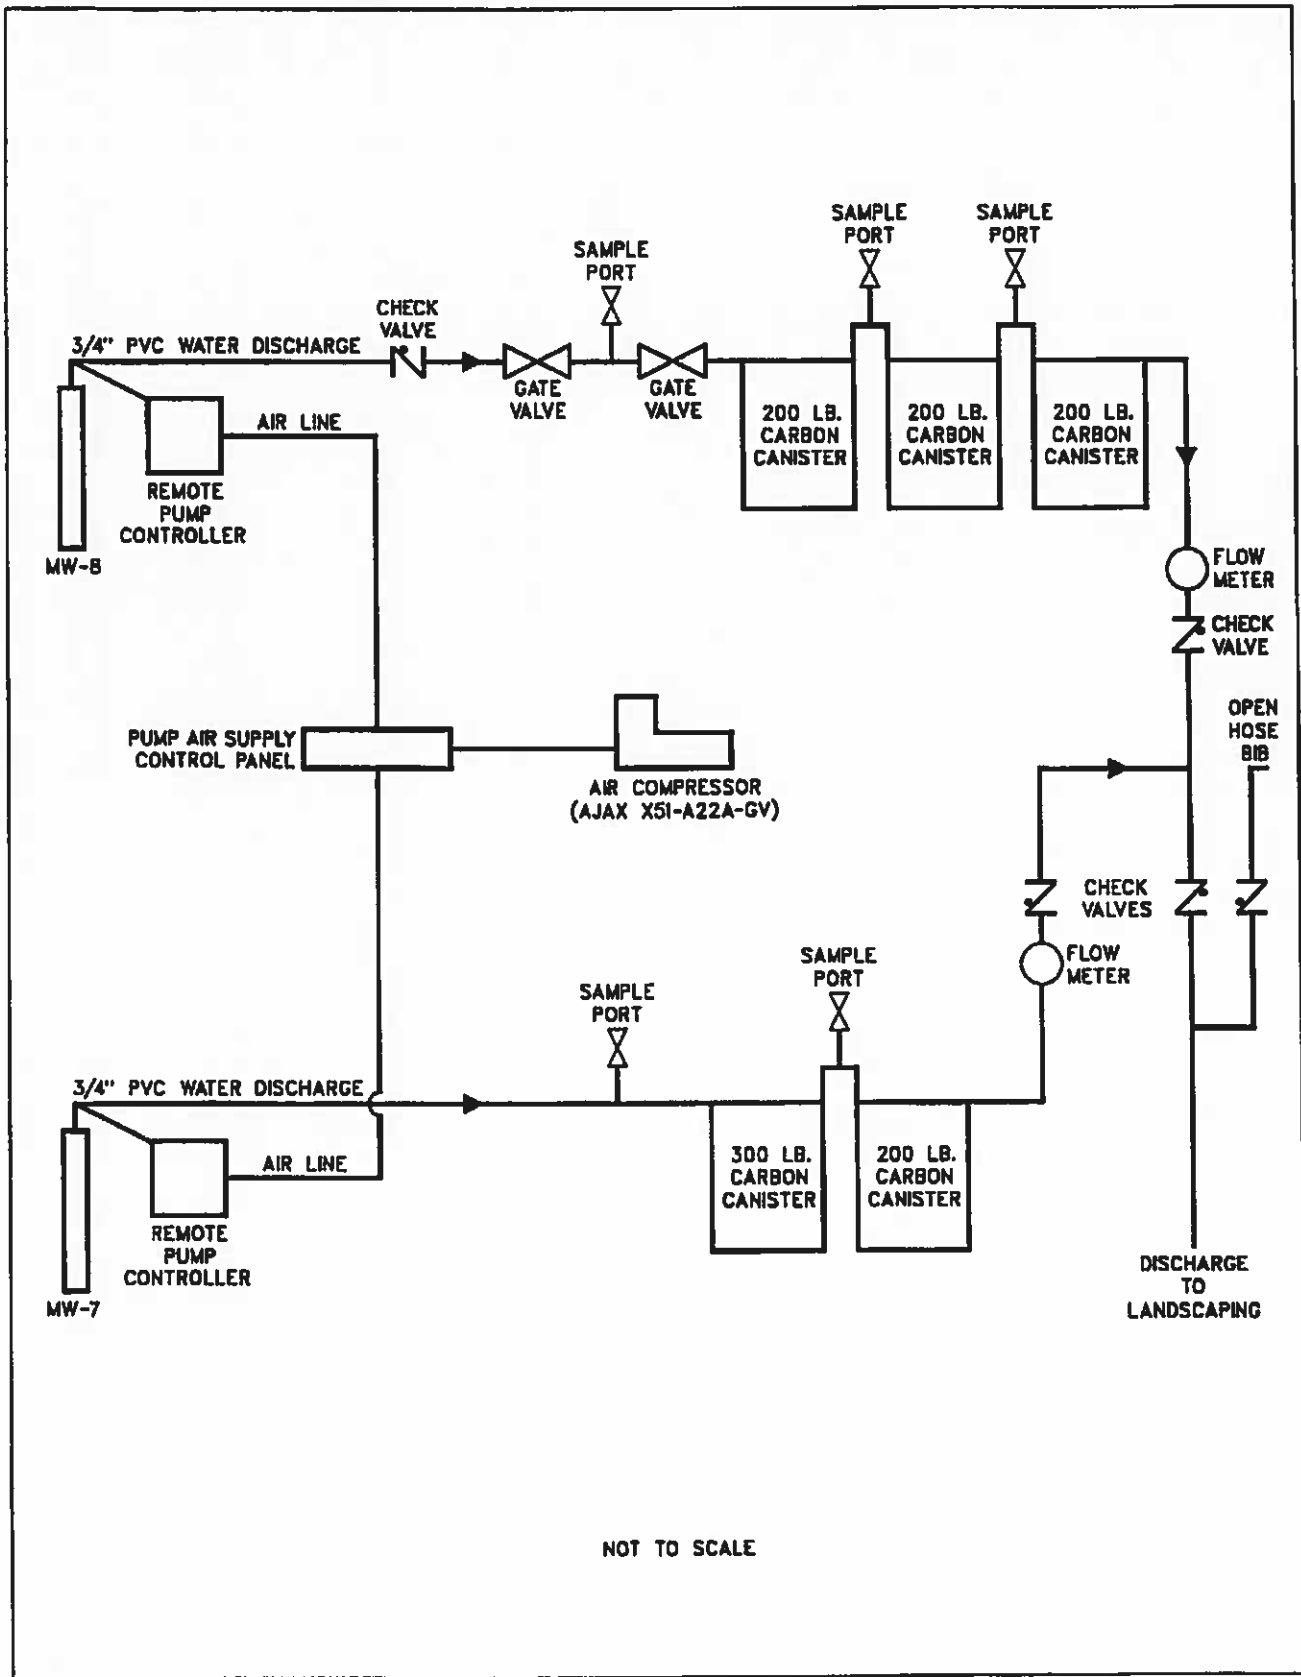 SAMPLE
PORT
SAMPLE
PORT
SAMPLE
PORT
CHECK
VALVE
3/4" PVC WATER DISCHARGE
GATE
VALVE
GATE
VALVE
200 LB.
CARBON
CANISTER
200 LB.
CARBON
CANISTER
200 LB.
CARBON
CANISTER
AIR LINE
REMOTE
PUMP
CONTROLLER
MW-8
FLOW
METER
CHECK
VALVE
OPEN
HOSE
BIB
PUMP AIR SUPPLY
CONTROL PANEL
AIR COMPRESSOR
(AJAX X51-A22A-GV)
CHECK
VALVES
FLOW
METER
SAMPLE
PORT
SAMPLE
PORT
3/4" PVC WATER DISCHARGE
300 LB.
CARBON
CANISTER
200 LB.
CARBON
CANISTER
AIR LINE
REMOTE
PUMP
CONTROLLER
MW-7
DISCHARGE
TO
LANDSCAPING
NOT TO SCALE